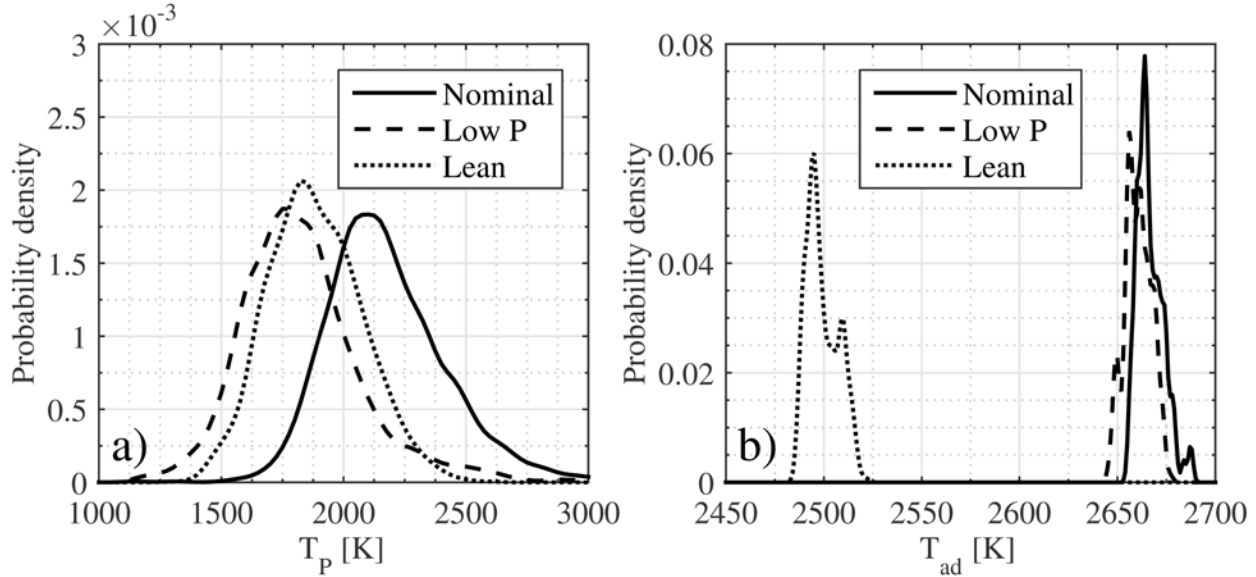 ×10⁻³
3
2.5
2
1.5
1
0.5
0
Probability density
Nominal
Low P
Lean
a)
1000 1500 2000 2500 3000
T_P [K]
0.08
0.06
0.04
0.02
0
Probability density
Nominal
Low P
Lean
b)
2450 2500 2550 2600 2650 2700
T_ad [K]